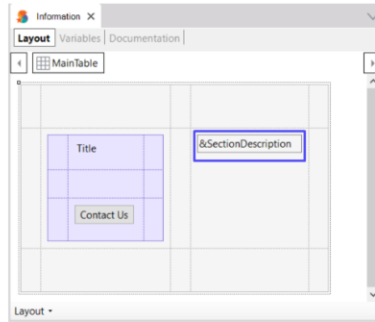 Information
Layout Variables Documentation
MainTable
Title
&SectionDescription
Contact Us
Layout